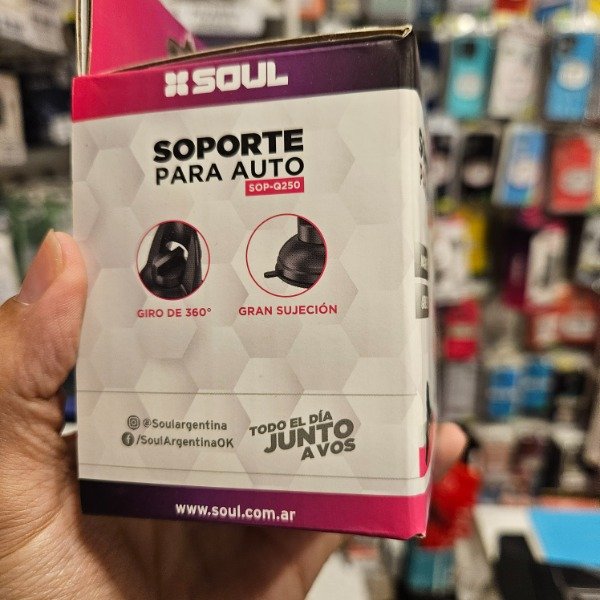 SOUL
SOPORTE
PARA AUTO
SOP-Q250
GIRO DE 360°
GRAN SUJECIÓN
@Soulargentina
/SoulArgentinaOK
TODO EL DÍA
JUNTO
A VOS
www.soul.com.ar